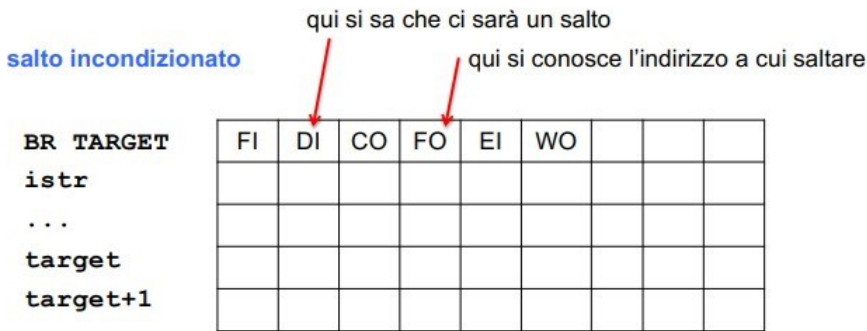 qui si sa che ci sarà un salto
salto incondizionato
qui si conosce l'indirizzo a cui saltare
BR TARGET FI DI CO FO EI WO
istr
...
target
target+1